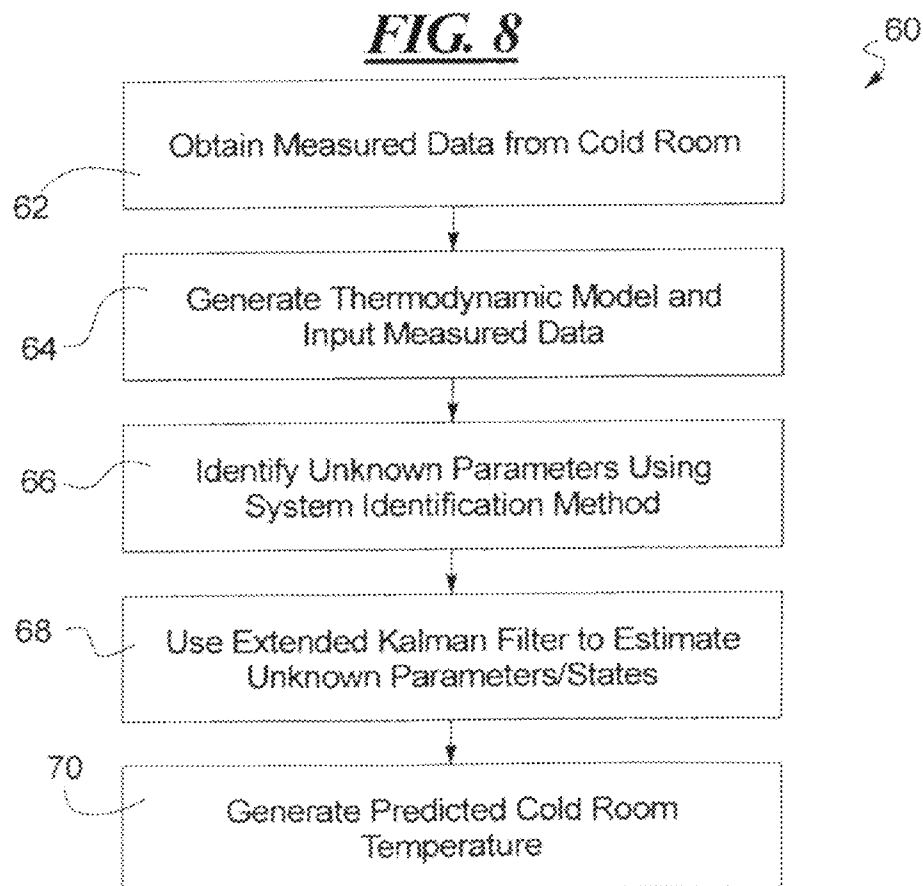 FIG. 8
60
Obtain Measured Data from Cold Room
62
Generate Thermodynamic Model and
Input Measured Data
64
Identify Unknown Parameters Using
System Identification Method
66
68
Use Extended Kalman Filter to Estimate
Unknown Parameters/States
70
Generate Predicted Cold Room
Temperature